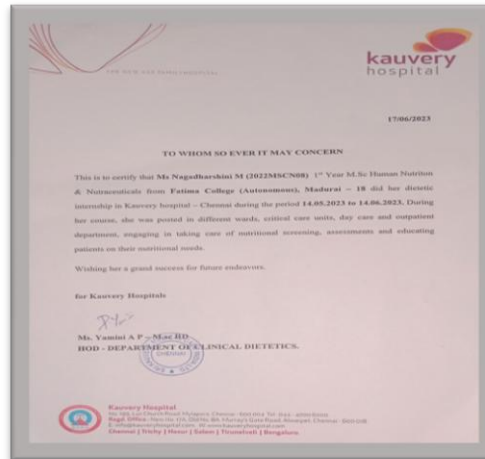 kauvery
hospital
17/06/2023
TO WHOM SO EVER IT MAY CONCERN
This is to certify that Ms Nagadharshini M (2022MSCN08) 1st Year M.Sc Human Nutrition
& Nutraceuticals from Fatima College (Autonomous), Madurai – 18 did her dietetic
internship in Kauvery hospital – Chennai during the period 14.05.2023 to 14.06.2023. During
her course, she was posted in different wards, critical care units, day care and outpatient
department, engaging in taking care of nutritional screening, assessments and educating
patients on their nutritional needs.
Wishing her a grand success for future endeavors.
for Kauvery Hospitals
Ms. Yamini A P – RD
HOD - DEPARTMENT OF CLINICAL DIETETICS.
CHENNAI
Kauvery Hospital
Chennai | Trichy | Hosur | Salem | Tirunelveli | Bengaluru